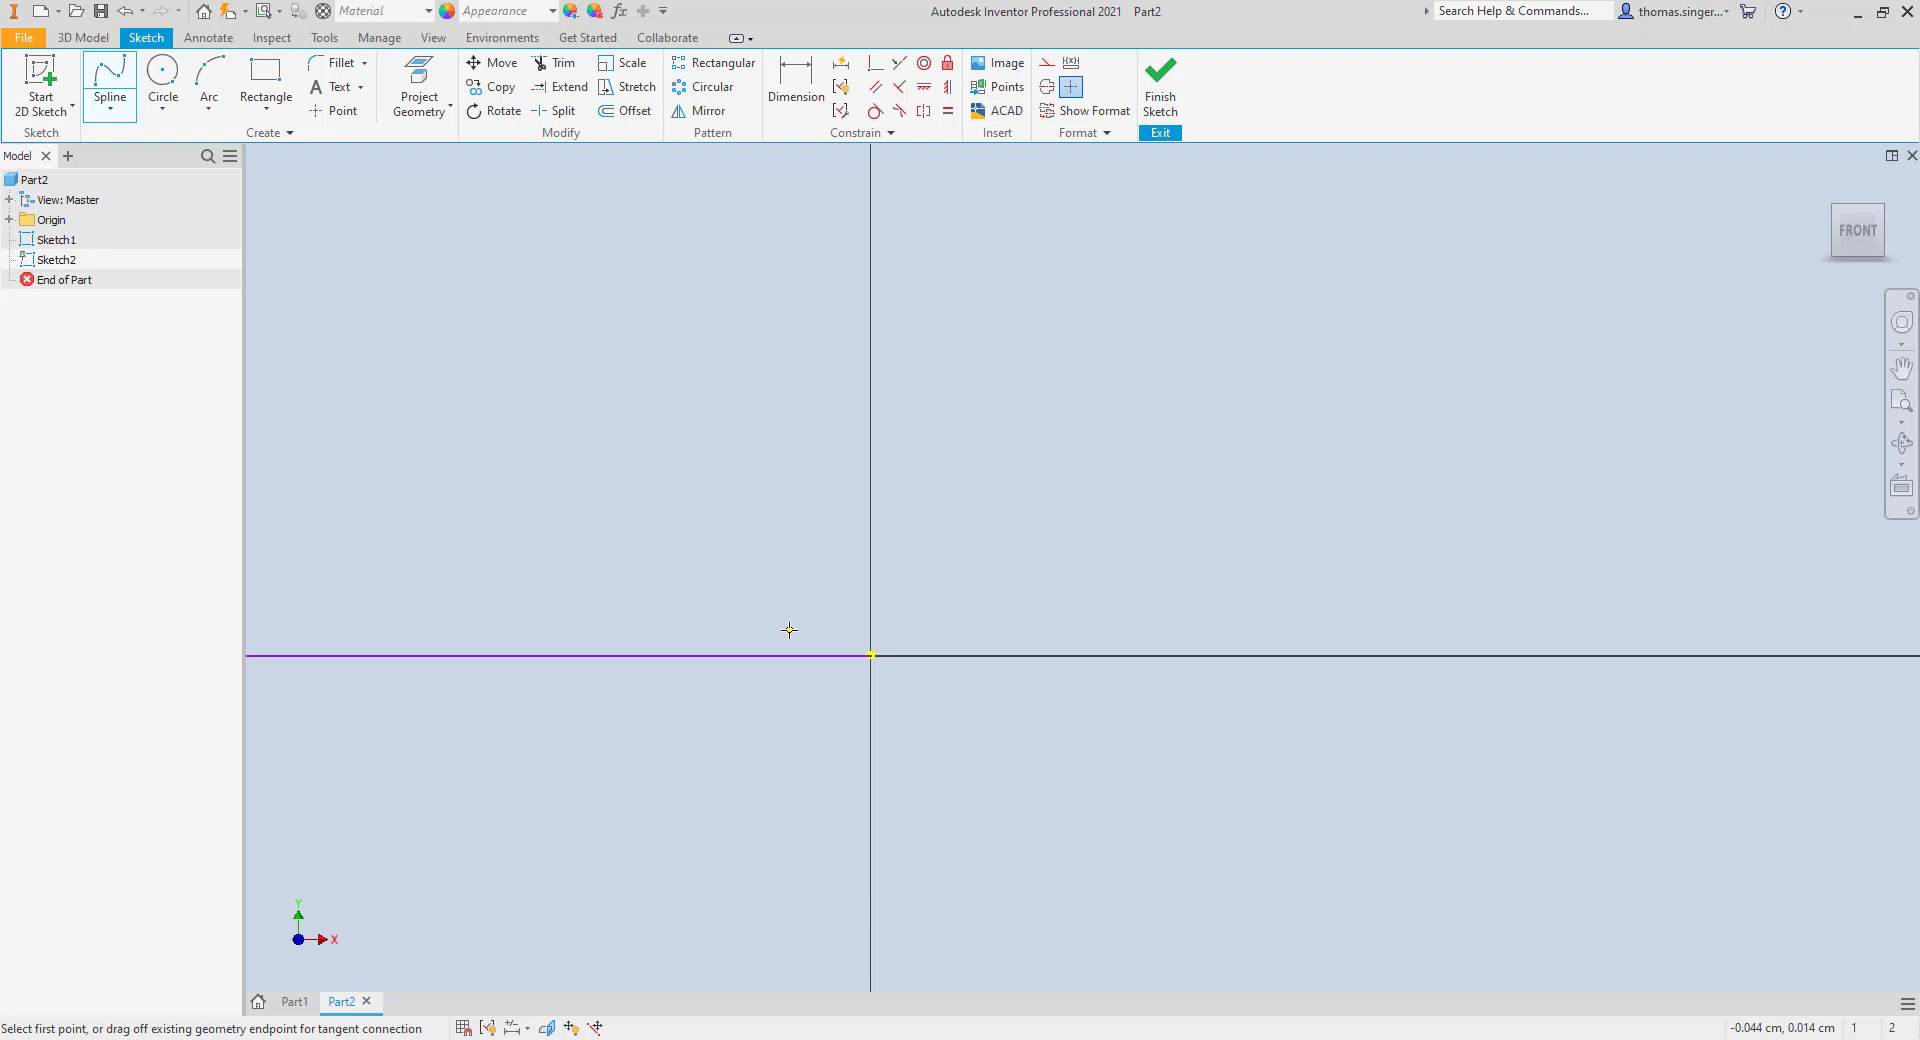 Material Appearance fx Autodesk Inventor Professional 2021 Part2 Search Help & Commands... thomas.singer...
File 3D Model Sketch Annotate Inspect Tools Manage View Environments Get Started Collaborate
Start
2D Sketch
Spline
Circle
Arc
Rectangle
Fillet
Text
Point
Project
Geometry
Move
Copy
Rotate
Trim
Extend
Split
Scale
Stretch
Offset
Rectangular
Circular
Mirror
Dimension
Image
Points
ACAD
Show Format
Finish
Sketch
Sketch Create Modify Pattern Constrain Insert Format Exit
Model
Part2
View: Master
Origin
Sketch1
Sketch2
End of Part
FRONT
Y
X
Part1 Part2
Select first point, or drag off existing geometry endpoint for tangent connection
-0.044 cm, 0.014 cm 1 2